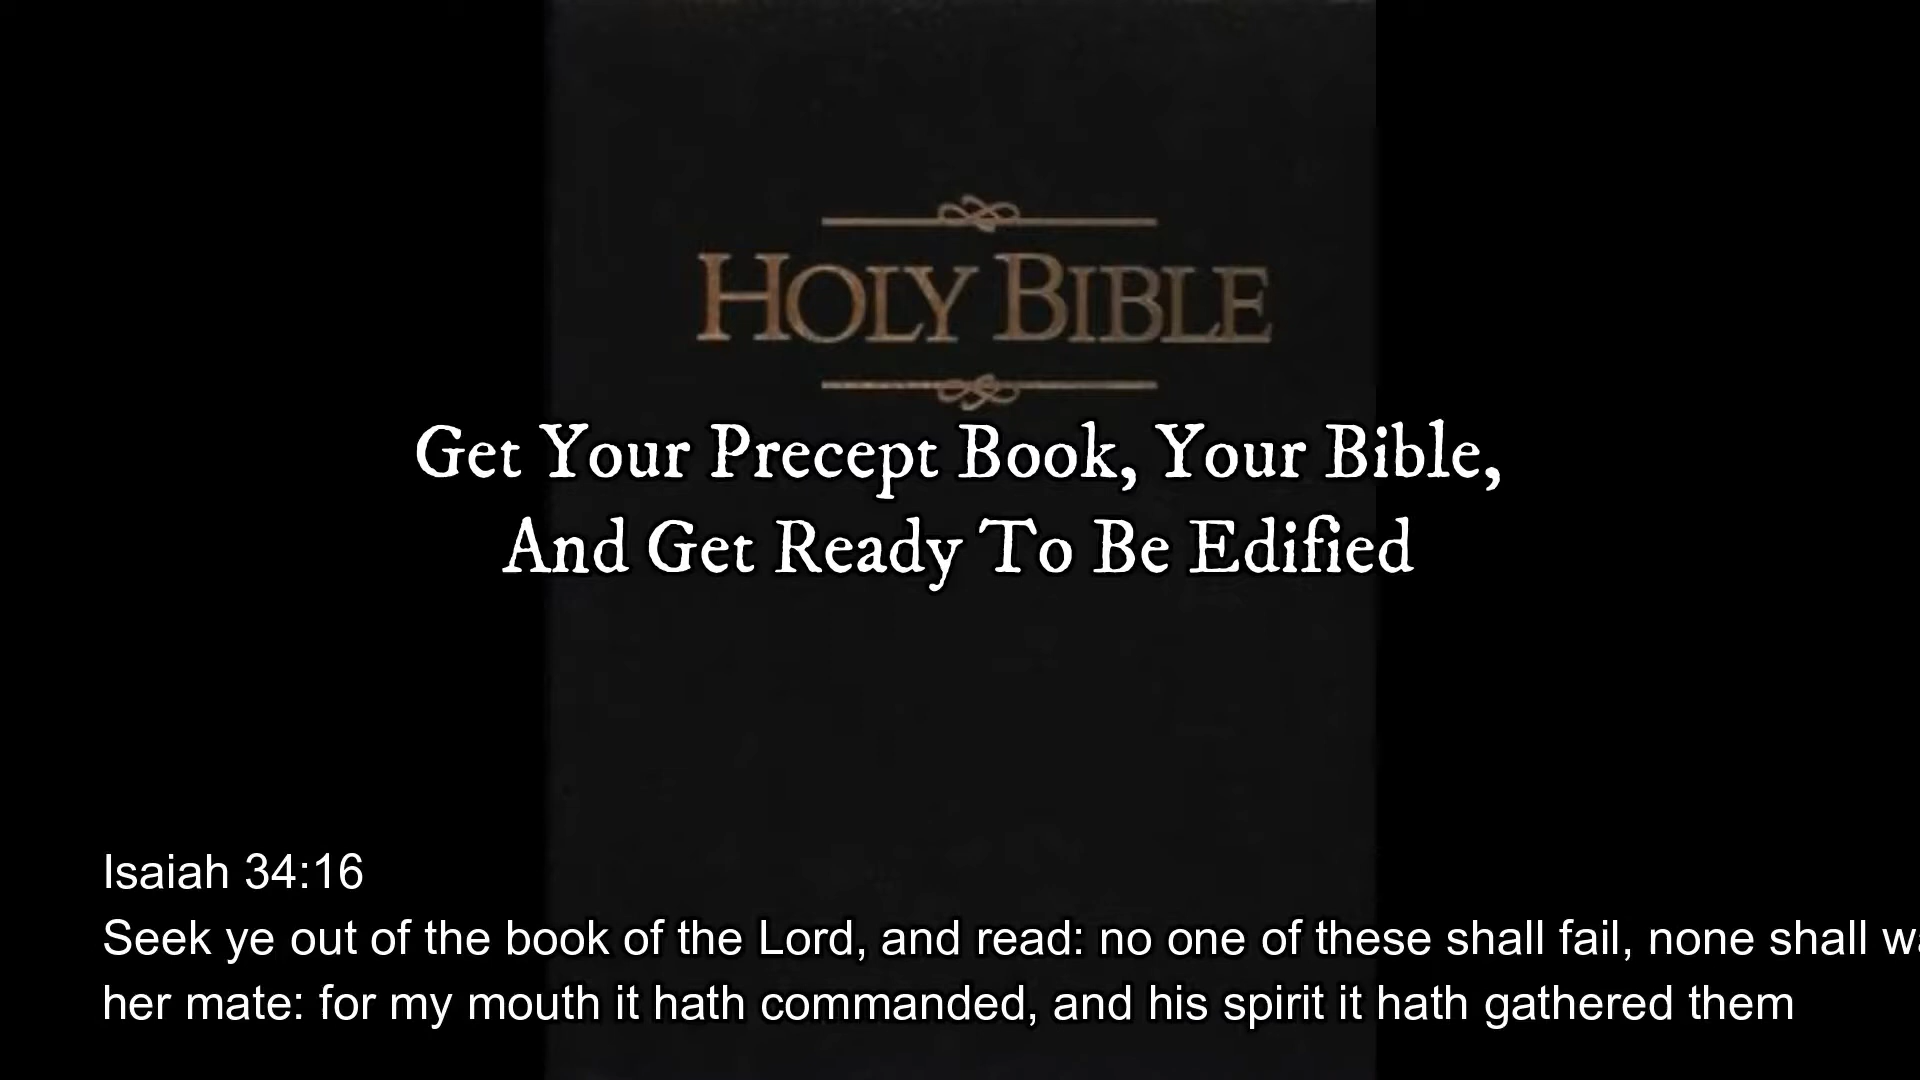 HOLY BIBLE
Get Your Precept Book, Your Bible,
And Get Ready To Be Edified
Isaiah 34:16
Seek ye out of the book of the Lord, and read: no one of these shall fail, none shall
her mate: for my mouth it hath commanded, and his spirit it hath gathered them